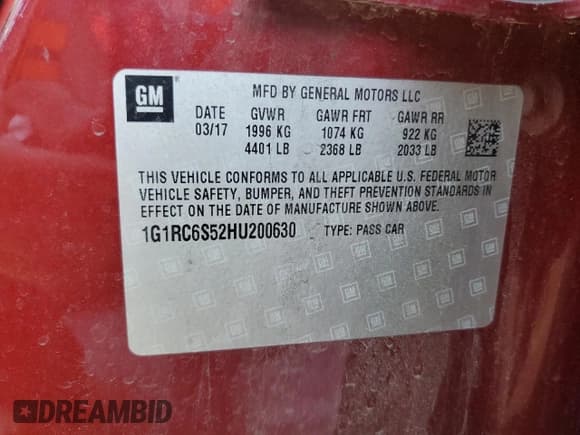 GM
MFD BY GENERAL MOTORS LLC
DATE GVWR GAWR FRT GAWR RR
03/17 1996 KG 1074 KG 922 KG
4401 LB 2368 LB 2033 LB
THIS VEHICLE CONFORMS TO ALL APPLICABLE U.S. FEDERAL MOTOR
VEHICLE SAFETY, BUMPER, AND THEFT PREVENTION STANDARDS IN
EFFECT ON THE DATE OF MANUFACTURE SHOWN ABOVE.
1G1RC6S52HU200630 TYPE: PASS CAR
DREAMBID